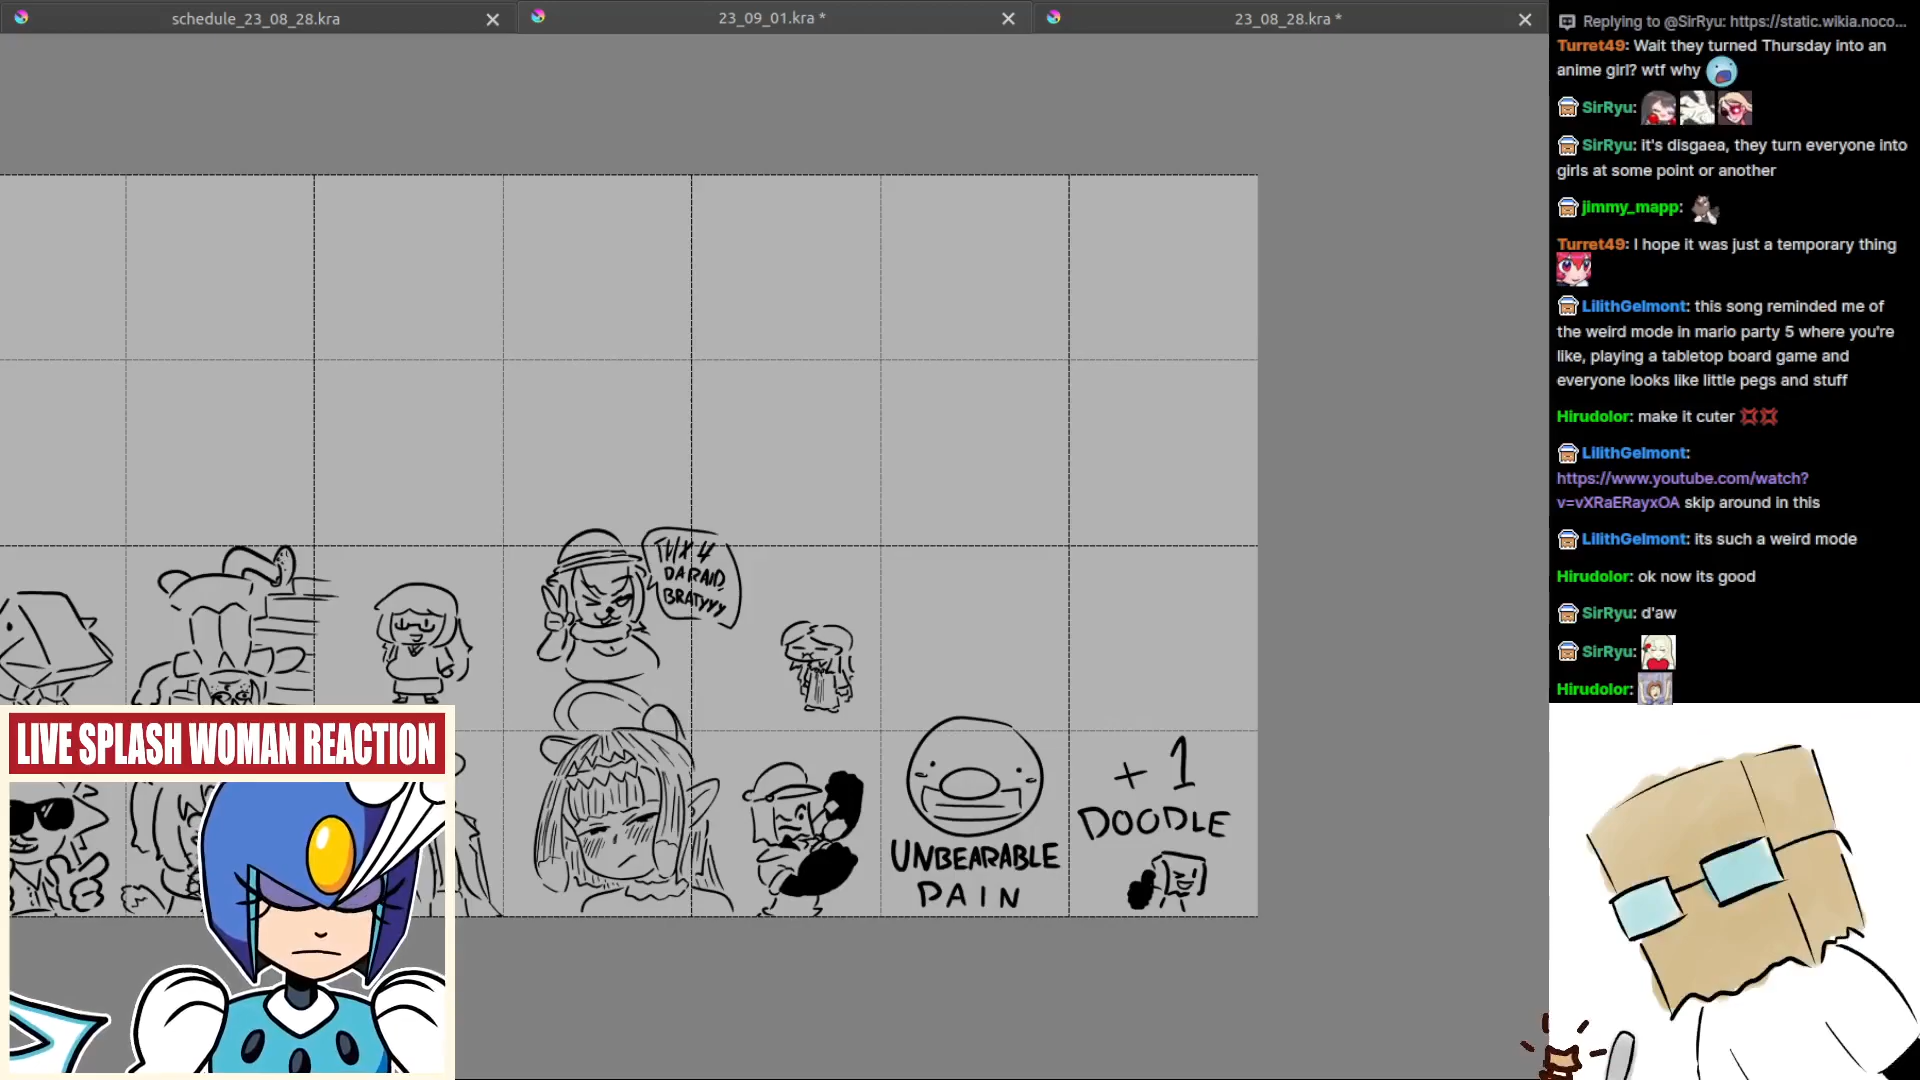 schedule_23_08_28.kra
23_09_01.kra *
23_08_28.kra *
Replying to @SirRyu: https://static.wikia.noco...
Turret49: Wait they turned Thursday into an
anime girl? wtf why
SirRyu:
SirRyu: it's disgaea, they turn everyone into
girls at some point or another
jimmy_mapp:
Turret49: I hope it was just a temporary thing
LilithGelmont: this song reminded me of
the weird mode in mario party 5 where you're
like, playing a tabletop board game and
everyone looks like little pegs and stuff
Hirudolor: make it cuter
LilithGelmont:
https://www.youtube.com/watch?
v=vXRaERayxOA skip around in this
LilithGelmont: its such a weird mode
Hirudolor: ok now its good
SirRyu: d'aw
SirRyu:
Hirudolor:
4
DA RAID,
BRATYYY
UNBEARABLE
PAIN
+1
DOODLE
LIVE SPLASH WOMAN REACTION